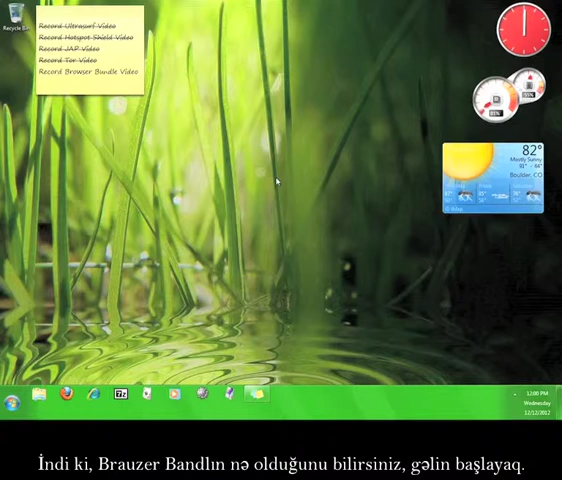 Recycle Bin
Record Ultrasurf Video
Record Hotspot Shield Video
Record JAP Video
Record Tor Video
Record Browser Bundle Video
82°
Mostly Sunny
91° - 64°
Boulder, CO
12:00 PM
Wednesday
12/12/2012
İndi ki, Brauzer Bandlın nə olduğunu bilirsiniz, gəlin başlayaq.